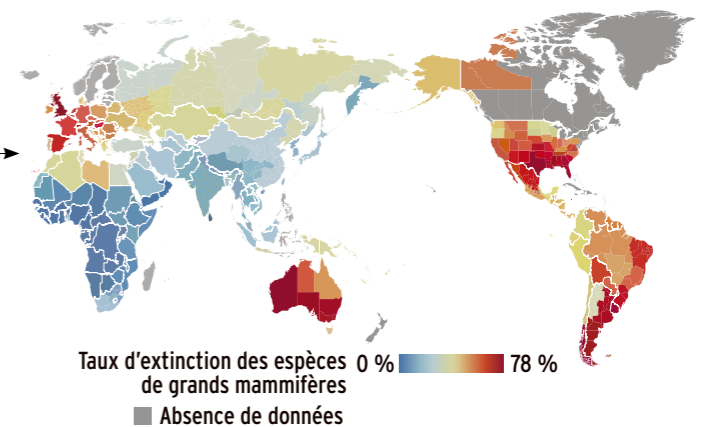 Taux d'extinction des espèces 0 % 78 %
de grands mammifères
Absence de données